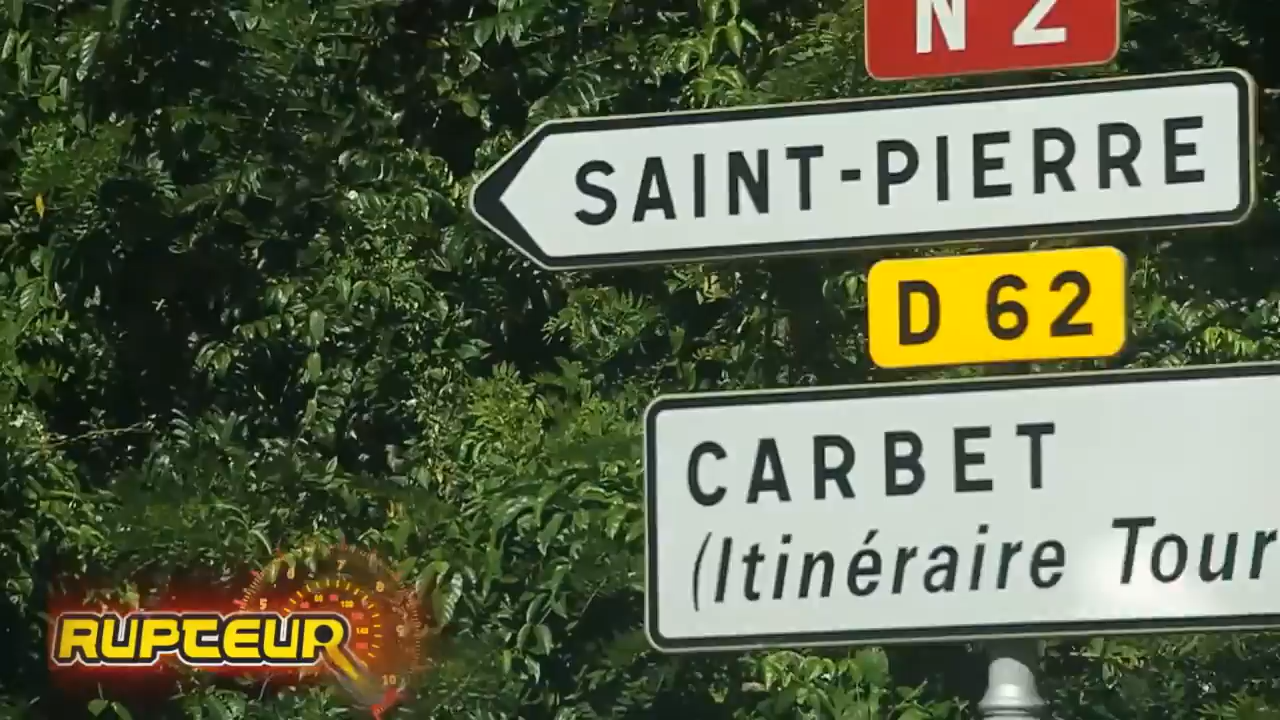 N 2
SAINT-PIERRE
D 62
CARBET
(Itinéraire Tour
RUPTEUR